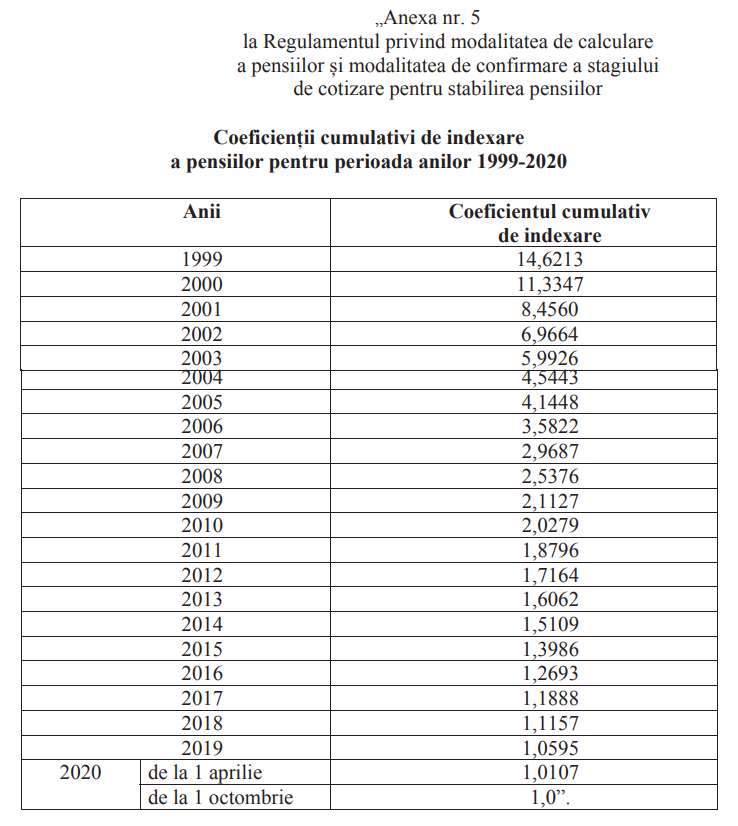 „Anexa nr. 5
la Regulamentul privind modalitatea de calculare
a pensiilor și modalitatea de confirmare a stagiului
de cotizare pentru stabilirea pensiilor
Coeficienții cumulativi de indexare
a pensiilor pentru perioada anilor 1999-2020
Anii Coeficientul cumulativ
de indexare
1999 14,6213
2000 11,3347
2001 8,4560
2002 6,9664
2003 5,9926
2004 4,5443
2005 4,1448
2006 3,5822
2007 2,9687
2008 2,5376
2009 2,1127
2010 2,0279
2011 1,8796
2012 1,7164
2013 1,6062
2014 1,5109
2015 1,3986
2016 1,2693
2017 1,1888
2018 1,1157
2019 1,0595
2020 de la 1 aprilie 1,0107
de la 1 octombrie 1,0”.